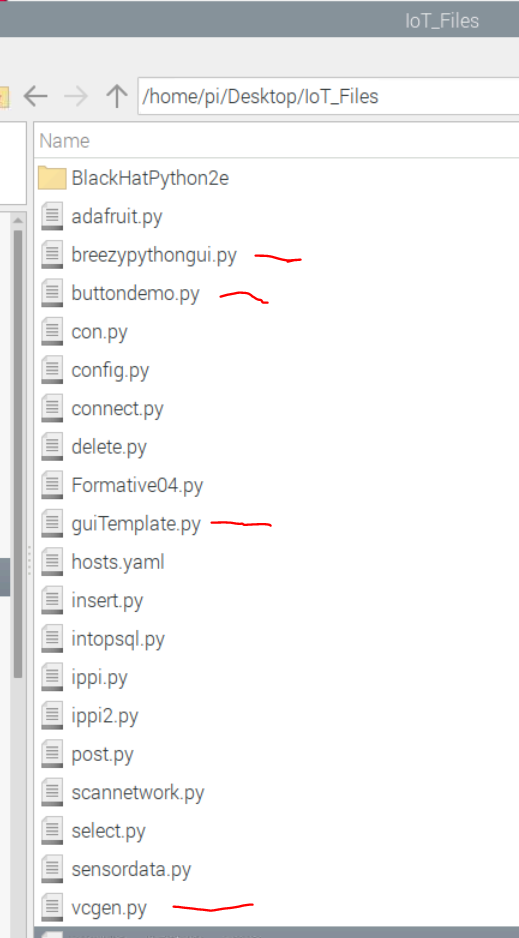 IoT_Files
/home/pi/Desktop/IoT_Files
Name
BlackHatPython2e
adafruit.py
breezypythongui.py
buttondemo.py
con.py
config.py
connect.py
delete.py
Formative04.py
guiTemplate.py
hosts.yaml
insert.py
intopsql.py
ippi.py
ippi2.py
post.py
scannetwork.py
select.py
sensordata.py
vcgen.py